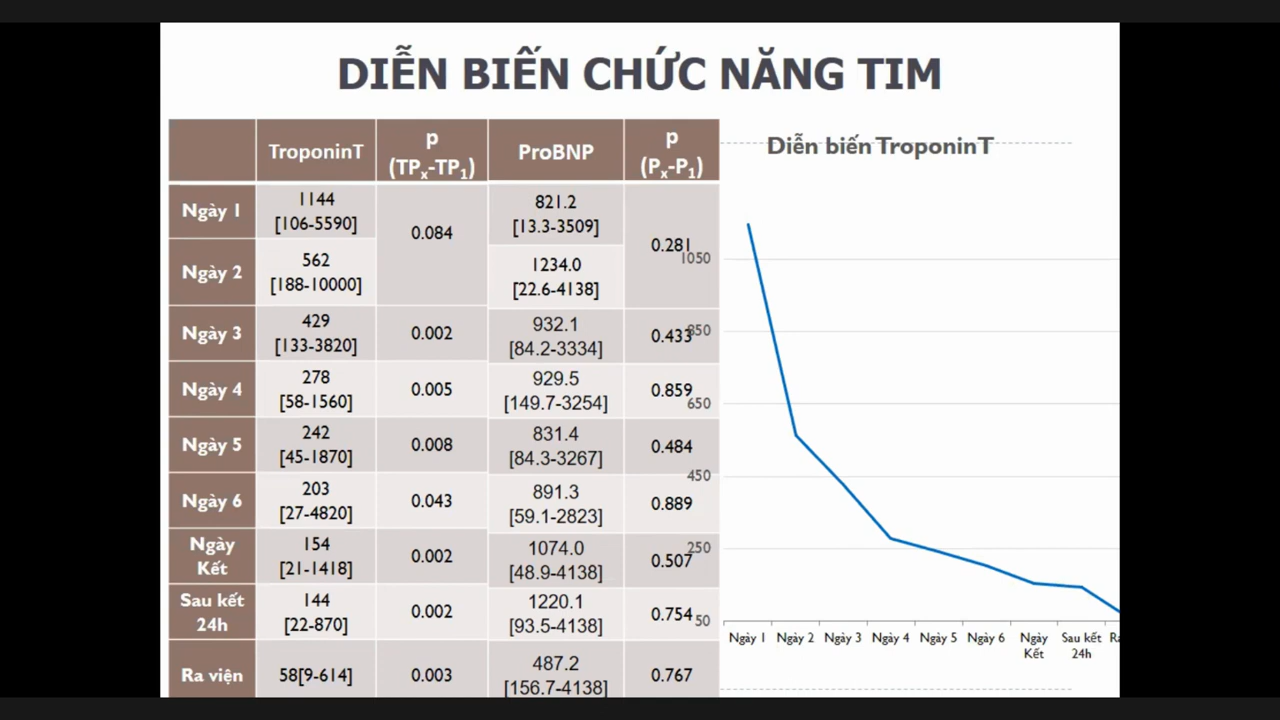 DIỄN BIẾN CHỨC NĂNG TIM
TroponinT
p
(TPx-TP1)
ProBNP
p
(Px-P1)
Ngày 1
1144
[106-5590]
0.084
821.2
[13.3-3509]
0.281
Ngày 2
562
[188-10000]
1234.0
[22.6-4138]
Ngày 3
429
[133-3820]
0.002
932.1
[84.2-3334]
0.433
Ngày 4
278
[58-1560]
0.005
929.5
[149.7-3254]
0.859
Ngày 5
242
[45-1870]
0.008
831.4
[84.3-3267]
0.484
Ngày 6
203
[27-4820]
0.043
891.3
[59.1-2823]
0.889
Ngày
Kết
154
[21-1418]
0.002
1074.0
[48.9-4138]
0.507
Sau kết
24h
144
[22-870]
0.002
1220.1
[93.5-4138]
0.754
Ra viện
58[9-614]
0.003
487.2
[156.7-4138]
0.767
Diễn biến TroponinT
1050
850
650
450
250
50
Ngày 1
Ngày 2
Ngày 3
Ngày 4
Ngày 5
Ngày 6
Ngày
Kết
Sau kết
24h